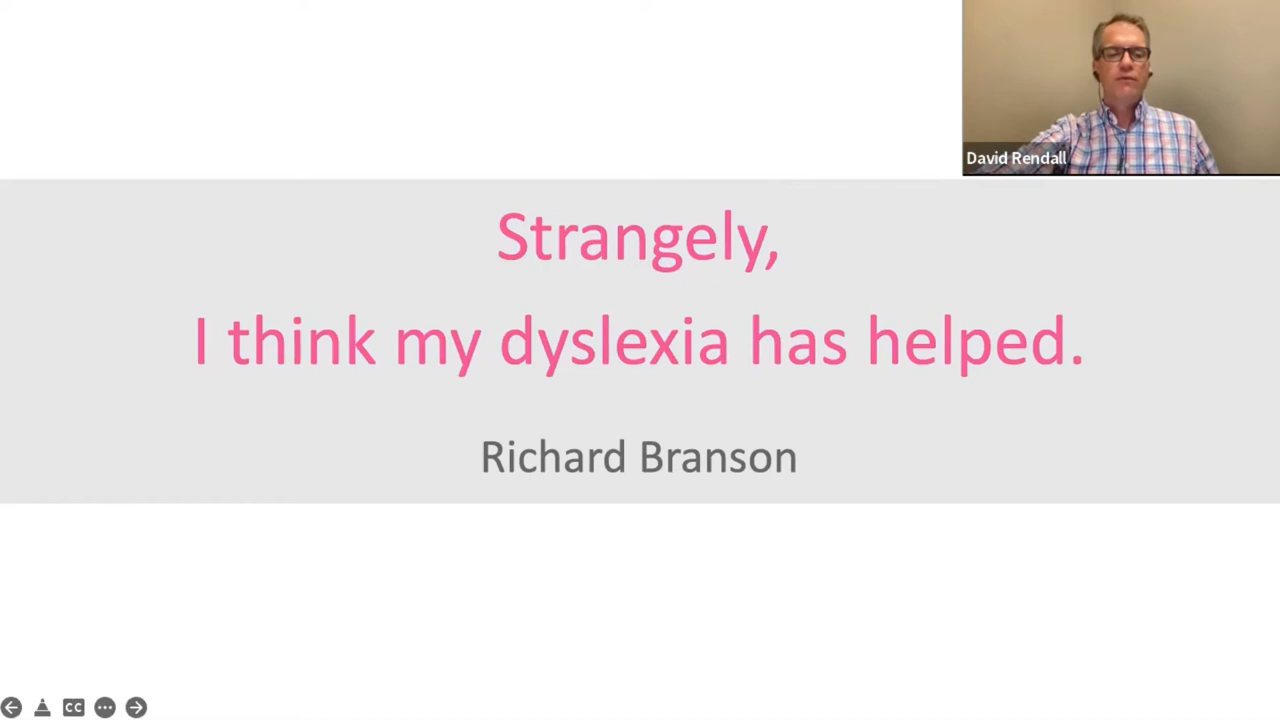 David Rendall
Strangely,
I think my dyslexia has helped.
Richard Branson
CC